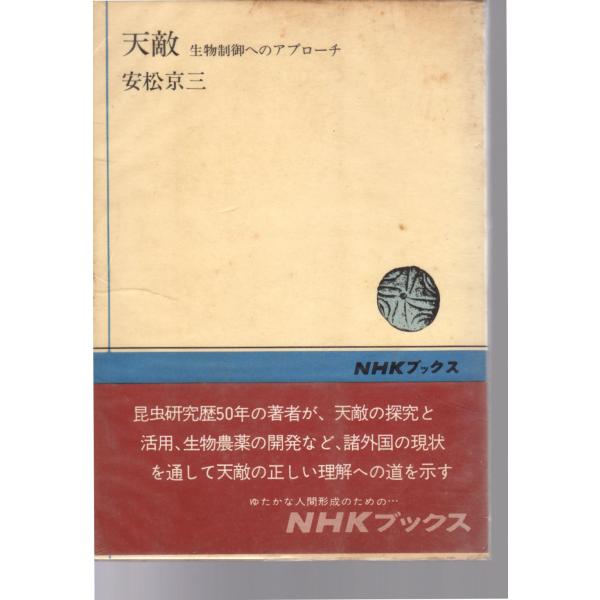 天敵 生物制御へのアプローチ
安松京三
NHKブックス
昆虫研究歴50年の著者が、天敵の探究と
活用、生物農薬の開発など、諸外国の現状
を通して天敵の正しい理解への道を示す
ゆたかな人間形成のための…
NHKブックス